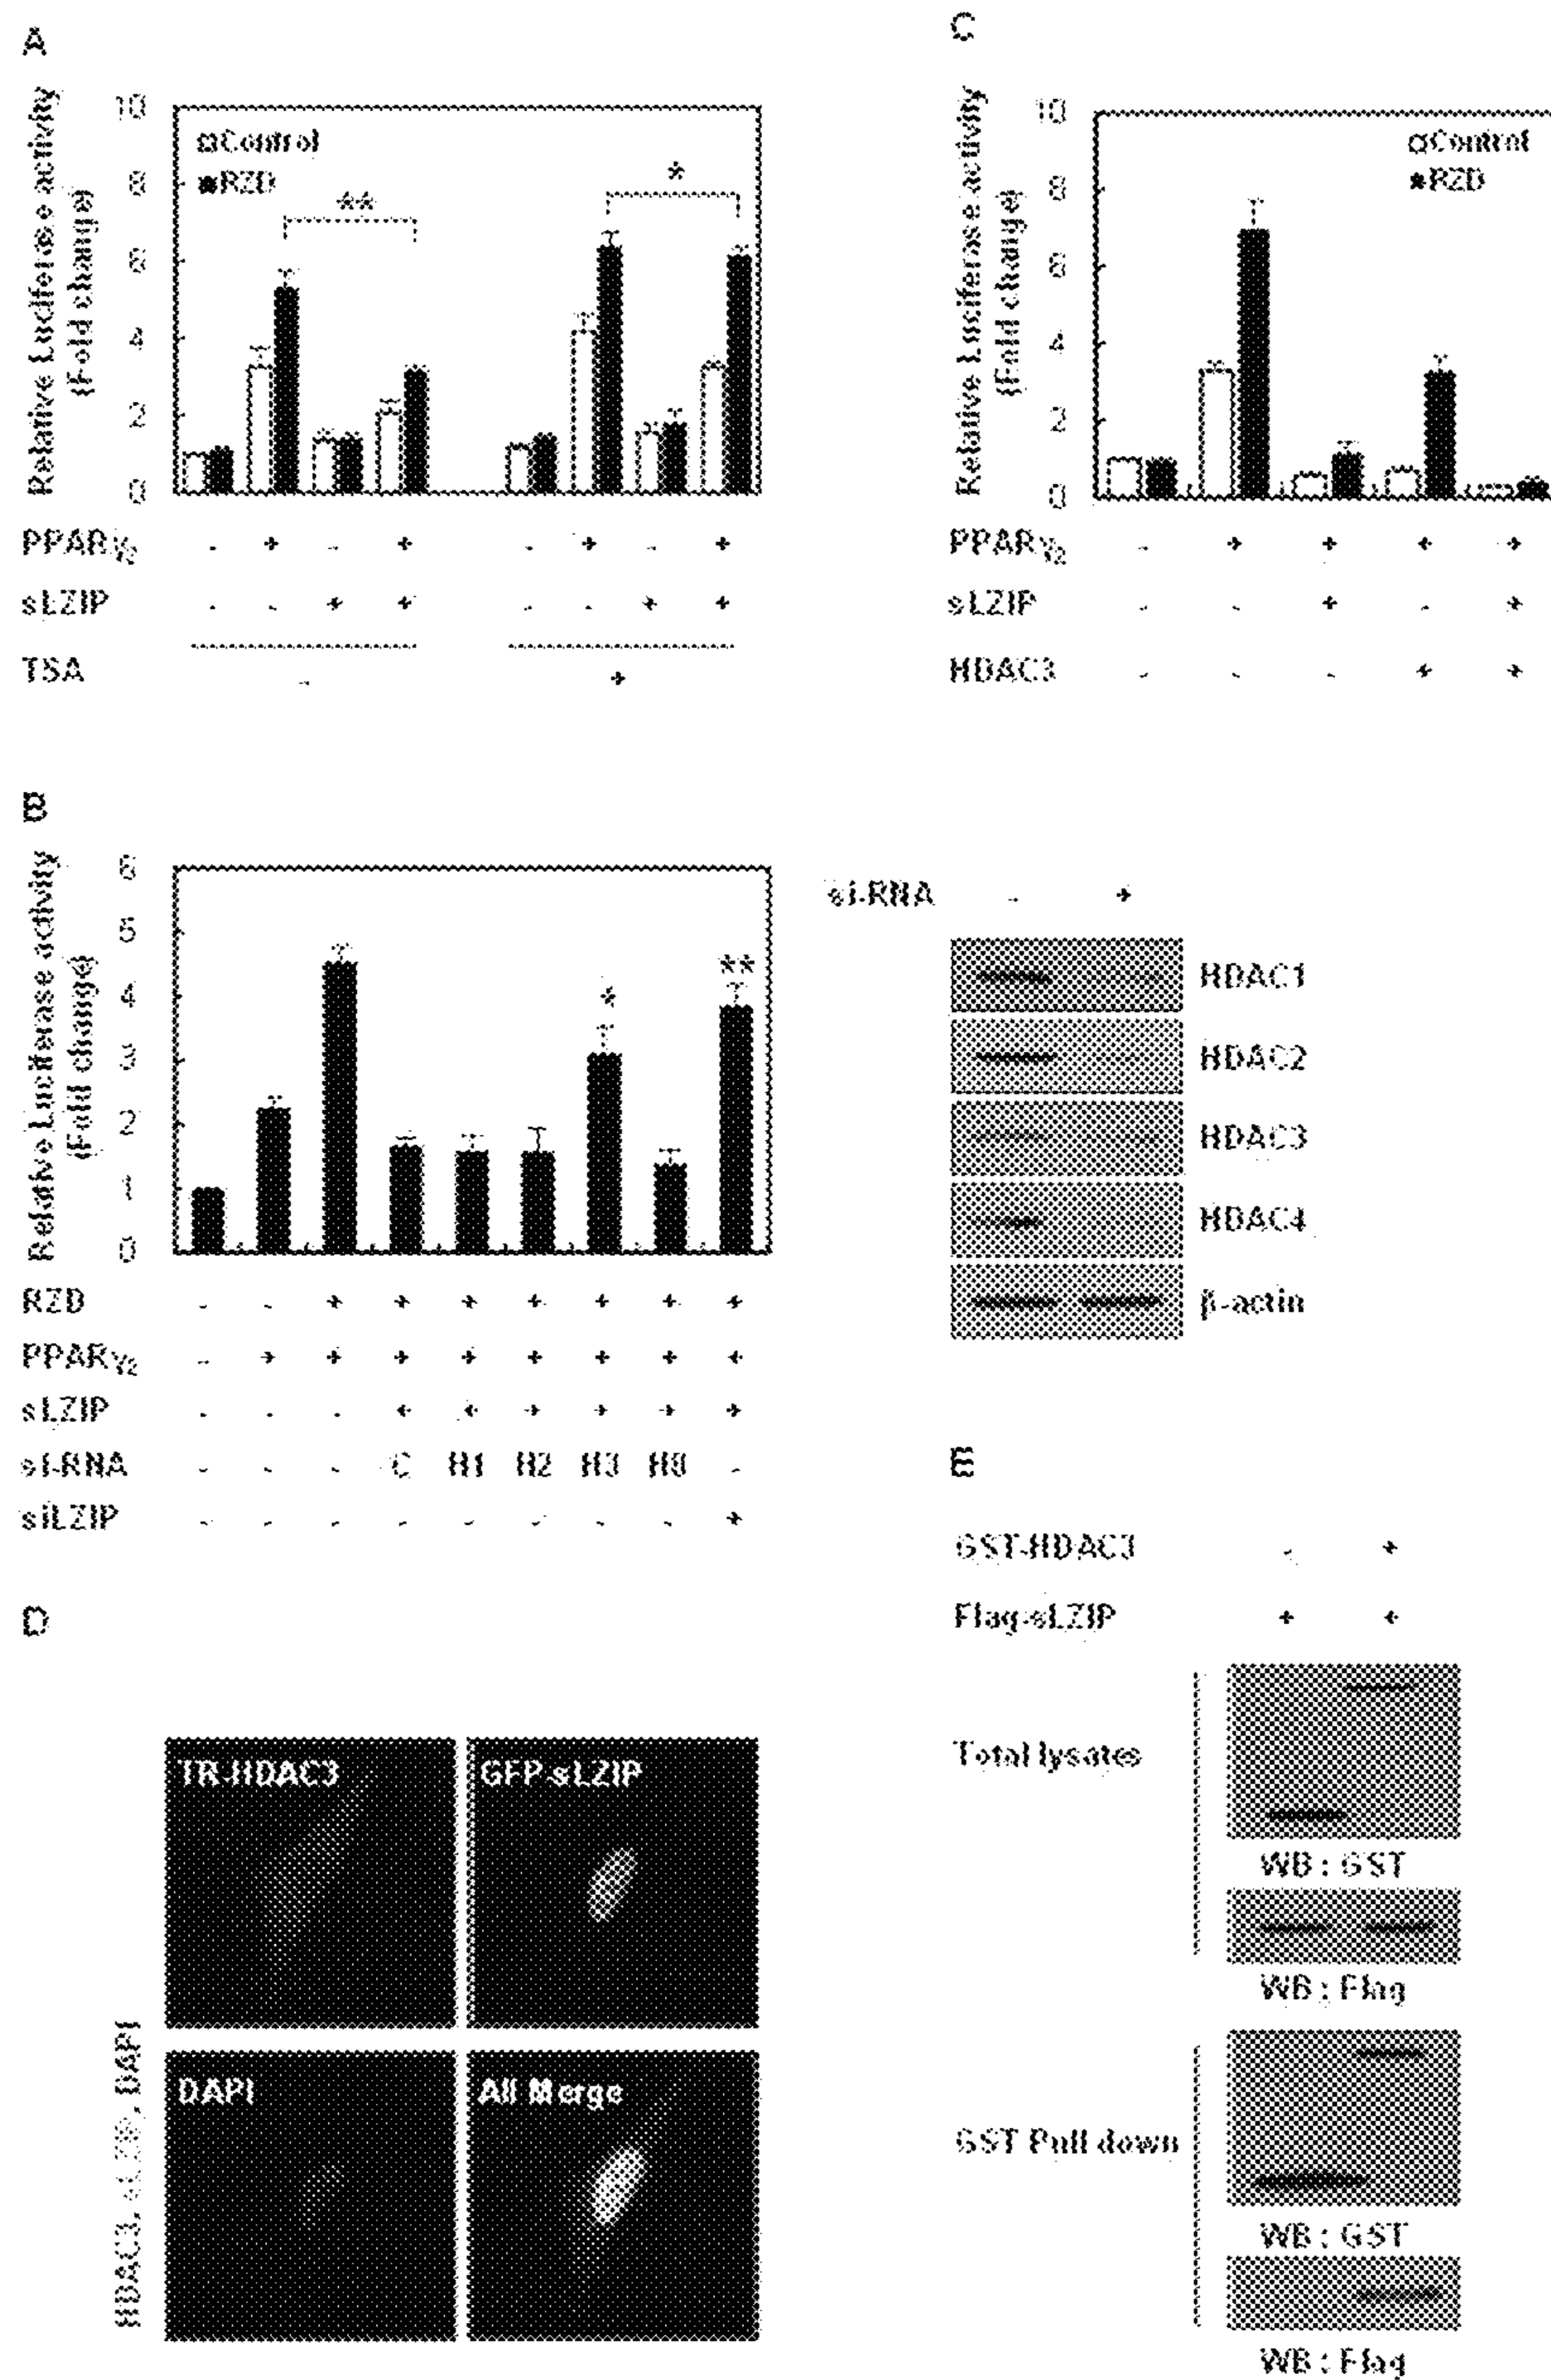 A
Relative Luciferase activity
(Fold change)
10
8
6
4
2
0
Control
RZD
**
*
PPARγ2 - + - + - + - +
sLZIP - - + + - - + +
TSA - +
C
Relative Luciferase activity
(Fold change)
10
8
6
4
2
0
Control
RZD
PPARγ2 - + + + +
sLZIP - - + - +
HDAC3 - - - + +
B
Relative Luciferase activity
(Fold change)
6
5
4
3
2
1
0
*
**
RZD - - + + + + + + +
PPARγ2 - + + + + + + + +
sLZIP - - - + + + + + +
si-RNA - - - C H1 H2 H3 H8 -
siLZIP - - - - - - - - +
si-RNA - +
HDAC1
HDAC2
HDAC3
HDAC4
β-actin
D
TR-HDAC3
GFP-sLZIP
DAPI
All Merge
HDAC3, sLZIP, DAPI
E
GST-HDAC3 - +
Flag-sLZIP + +
Total lysates
WB : GST
WB : Flag
GST Pull down
WB : GST
WB : Flag